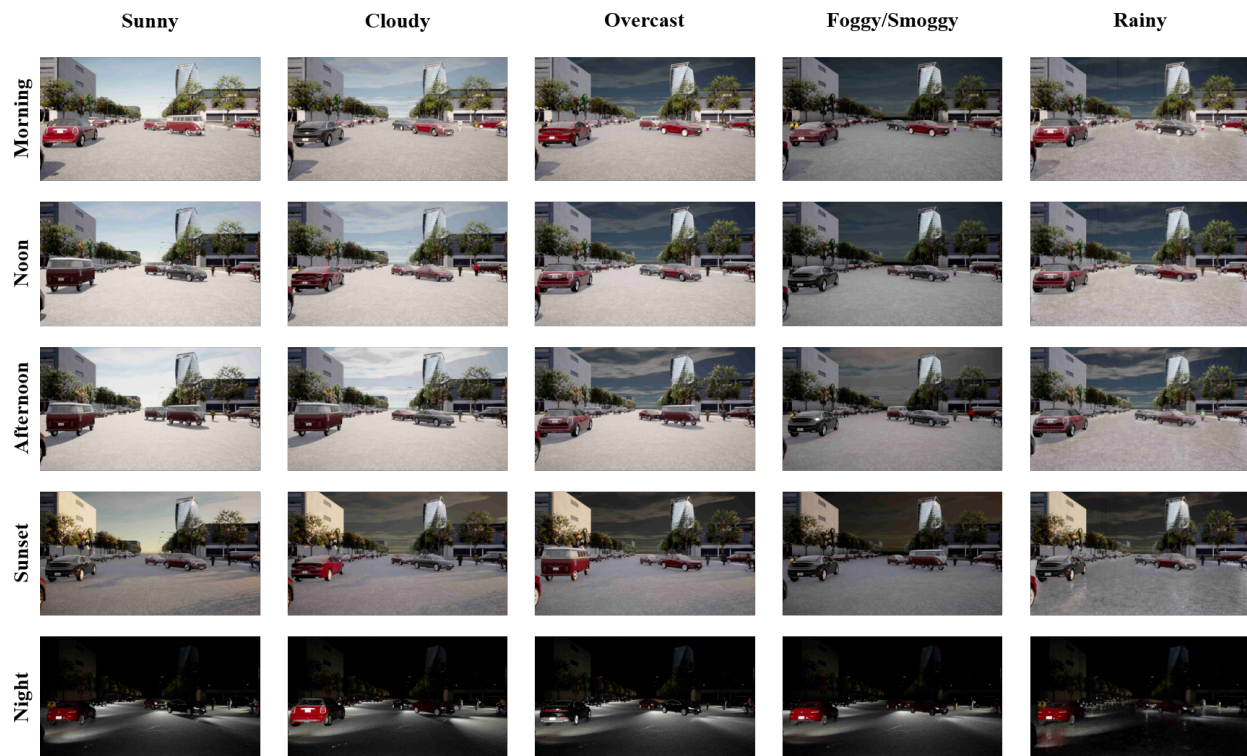 Sunny Cloudy Overcast Foggy/Smoggy Rainy
Morning
Noon
Afternoon
Sunset
Night